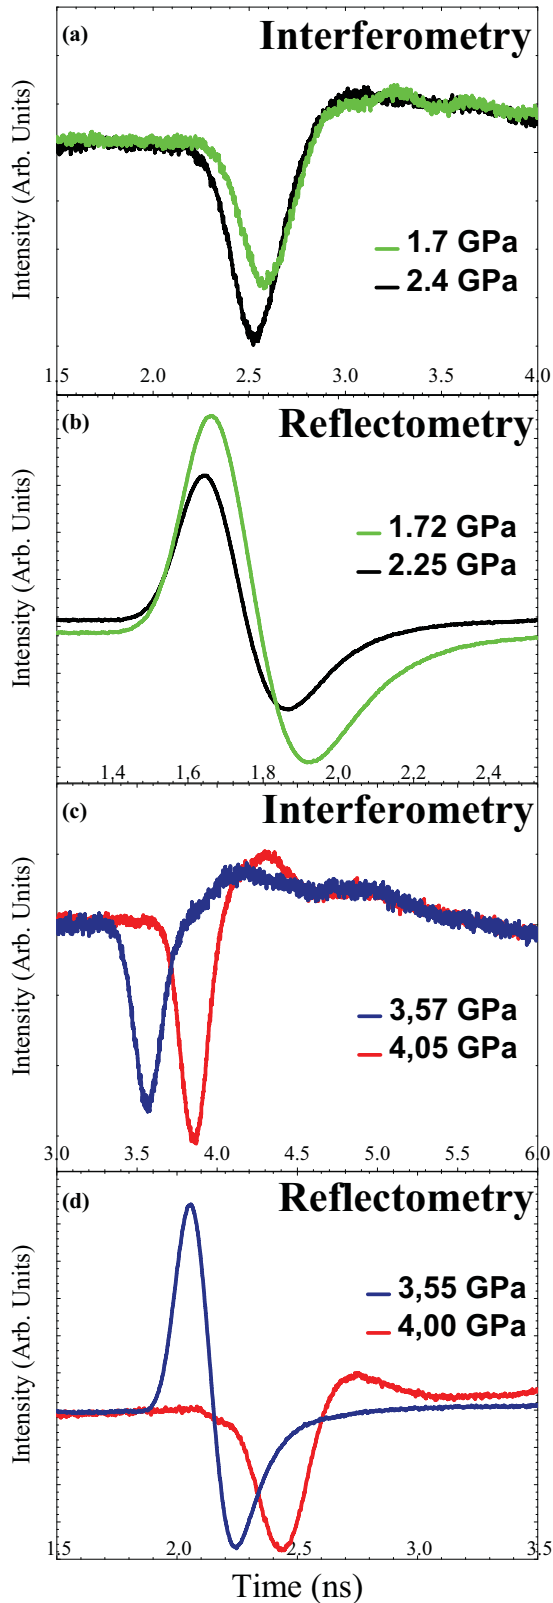 (a) Interferometry
Intensity (Arb. Units)
1.7 GPa
2.4 GPa
1.5 2.0 2.5 3.0 3.5 4.0
(b) Reflectometry
Intensity (Arb. Units)
1.72 GPa
2.25 GPa
1.4 1.6 1.8 2.0 2.2 2.4
(c) Interferometry
Intensity (Arb. Units)
3,57 GPa
4,05 GPa
3.0 3.5 4.0 4.5 5.0 6.0
(d) Reflectometry
Intensity (Arb. Units)
3,55 GPa
4,00 GPa
1.5 2.0 2.5 3.0 3.5
Time (ns)